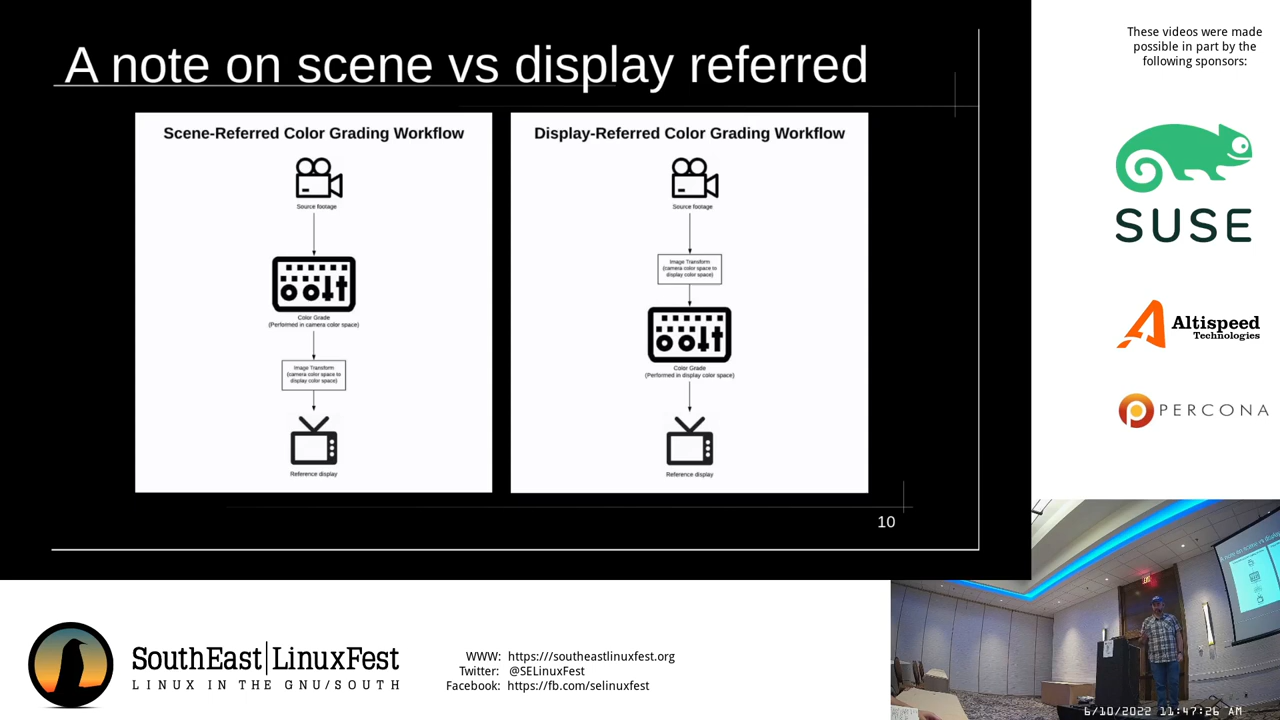 A note on scene vs display referred
Scene-Referred Color Grading Workflow
Source footage
Color Grade
(Performed in camera color space)
Image Transform
(camera color space to
display color space)
Reference display
Display-Referred Color Grading Workflow
Source footage
Image Transform
(camera color space to
display color space)
Color Grade
(Performed in display color space)
Reference display
10
These videos were made
possible in part by the
following sponsors:
SUSE
Altispeed
Technologies
PERCONA
SouthEast LinuxFest
LINUX IN THE GNU/SOUTH
WWW: https:///southeastlinuxfest.org
Twitter: @SELinuxFest
Facebook: https://fb.com/selinuxfest
6/10/2022 11:47:26 AM